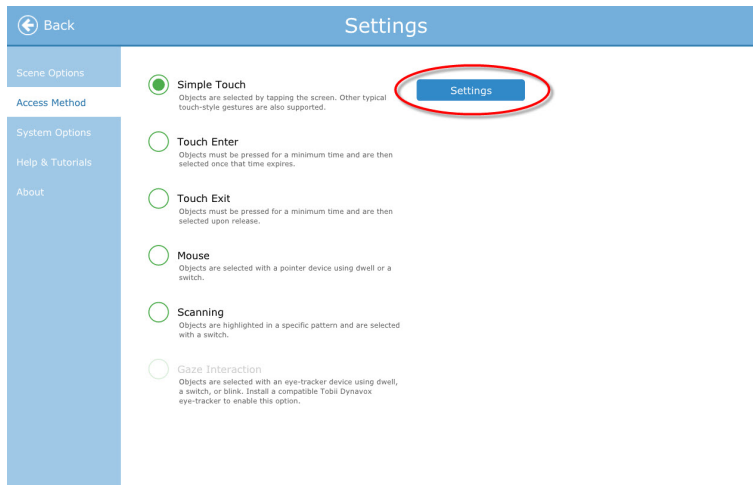 Back
Settings
Scene Options
Access Method
System Options
Help & Tutorials
About
Simple Touch
Objects are selected by tapping the screen. Other typical
touch-style gestures are also supported.
Settings
Touch Enter
Objects must be pressed for a minimum time and are then
selected once that time expires.
Touch Exit
Objects must be pressed for a minimum time and are then
selected upon release.
Mouse
Objects are selected with a pointer device using dwell or a
switch.
Scanning
Objects are highlighted in a specific pattern and are selected
with a switch.
Gaze Interaction
Objects are selected with an eye-tracker device using dwell,
a switch, or blink. Install a compatible Tobii Dynavox
eye-tracker to enable this option.